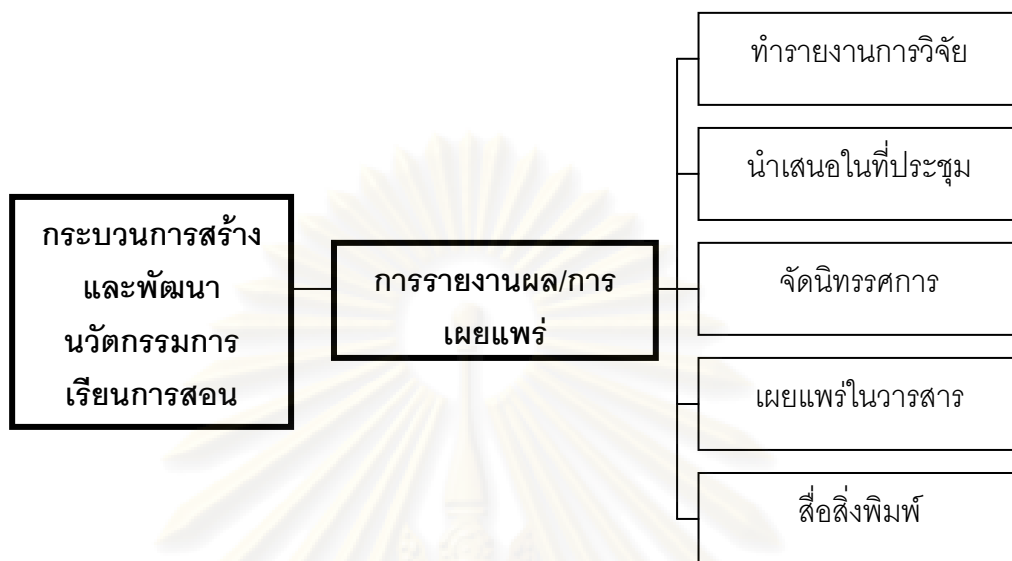 กระบวนการสร้าง
และพัฒนา
นวัตกรรมการ
เรียนการสอน
การรายงานผล/การ
เผยแพร่
ทำรายงานการวิจัย
นำเสนอในที่ประชุม
จัดนิทรรศการ
เผยแพร่ในวารสาร
สื่อสิ่งพิมพ์